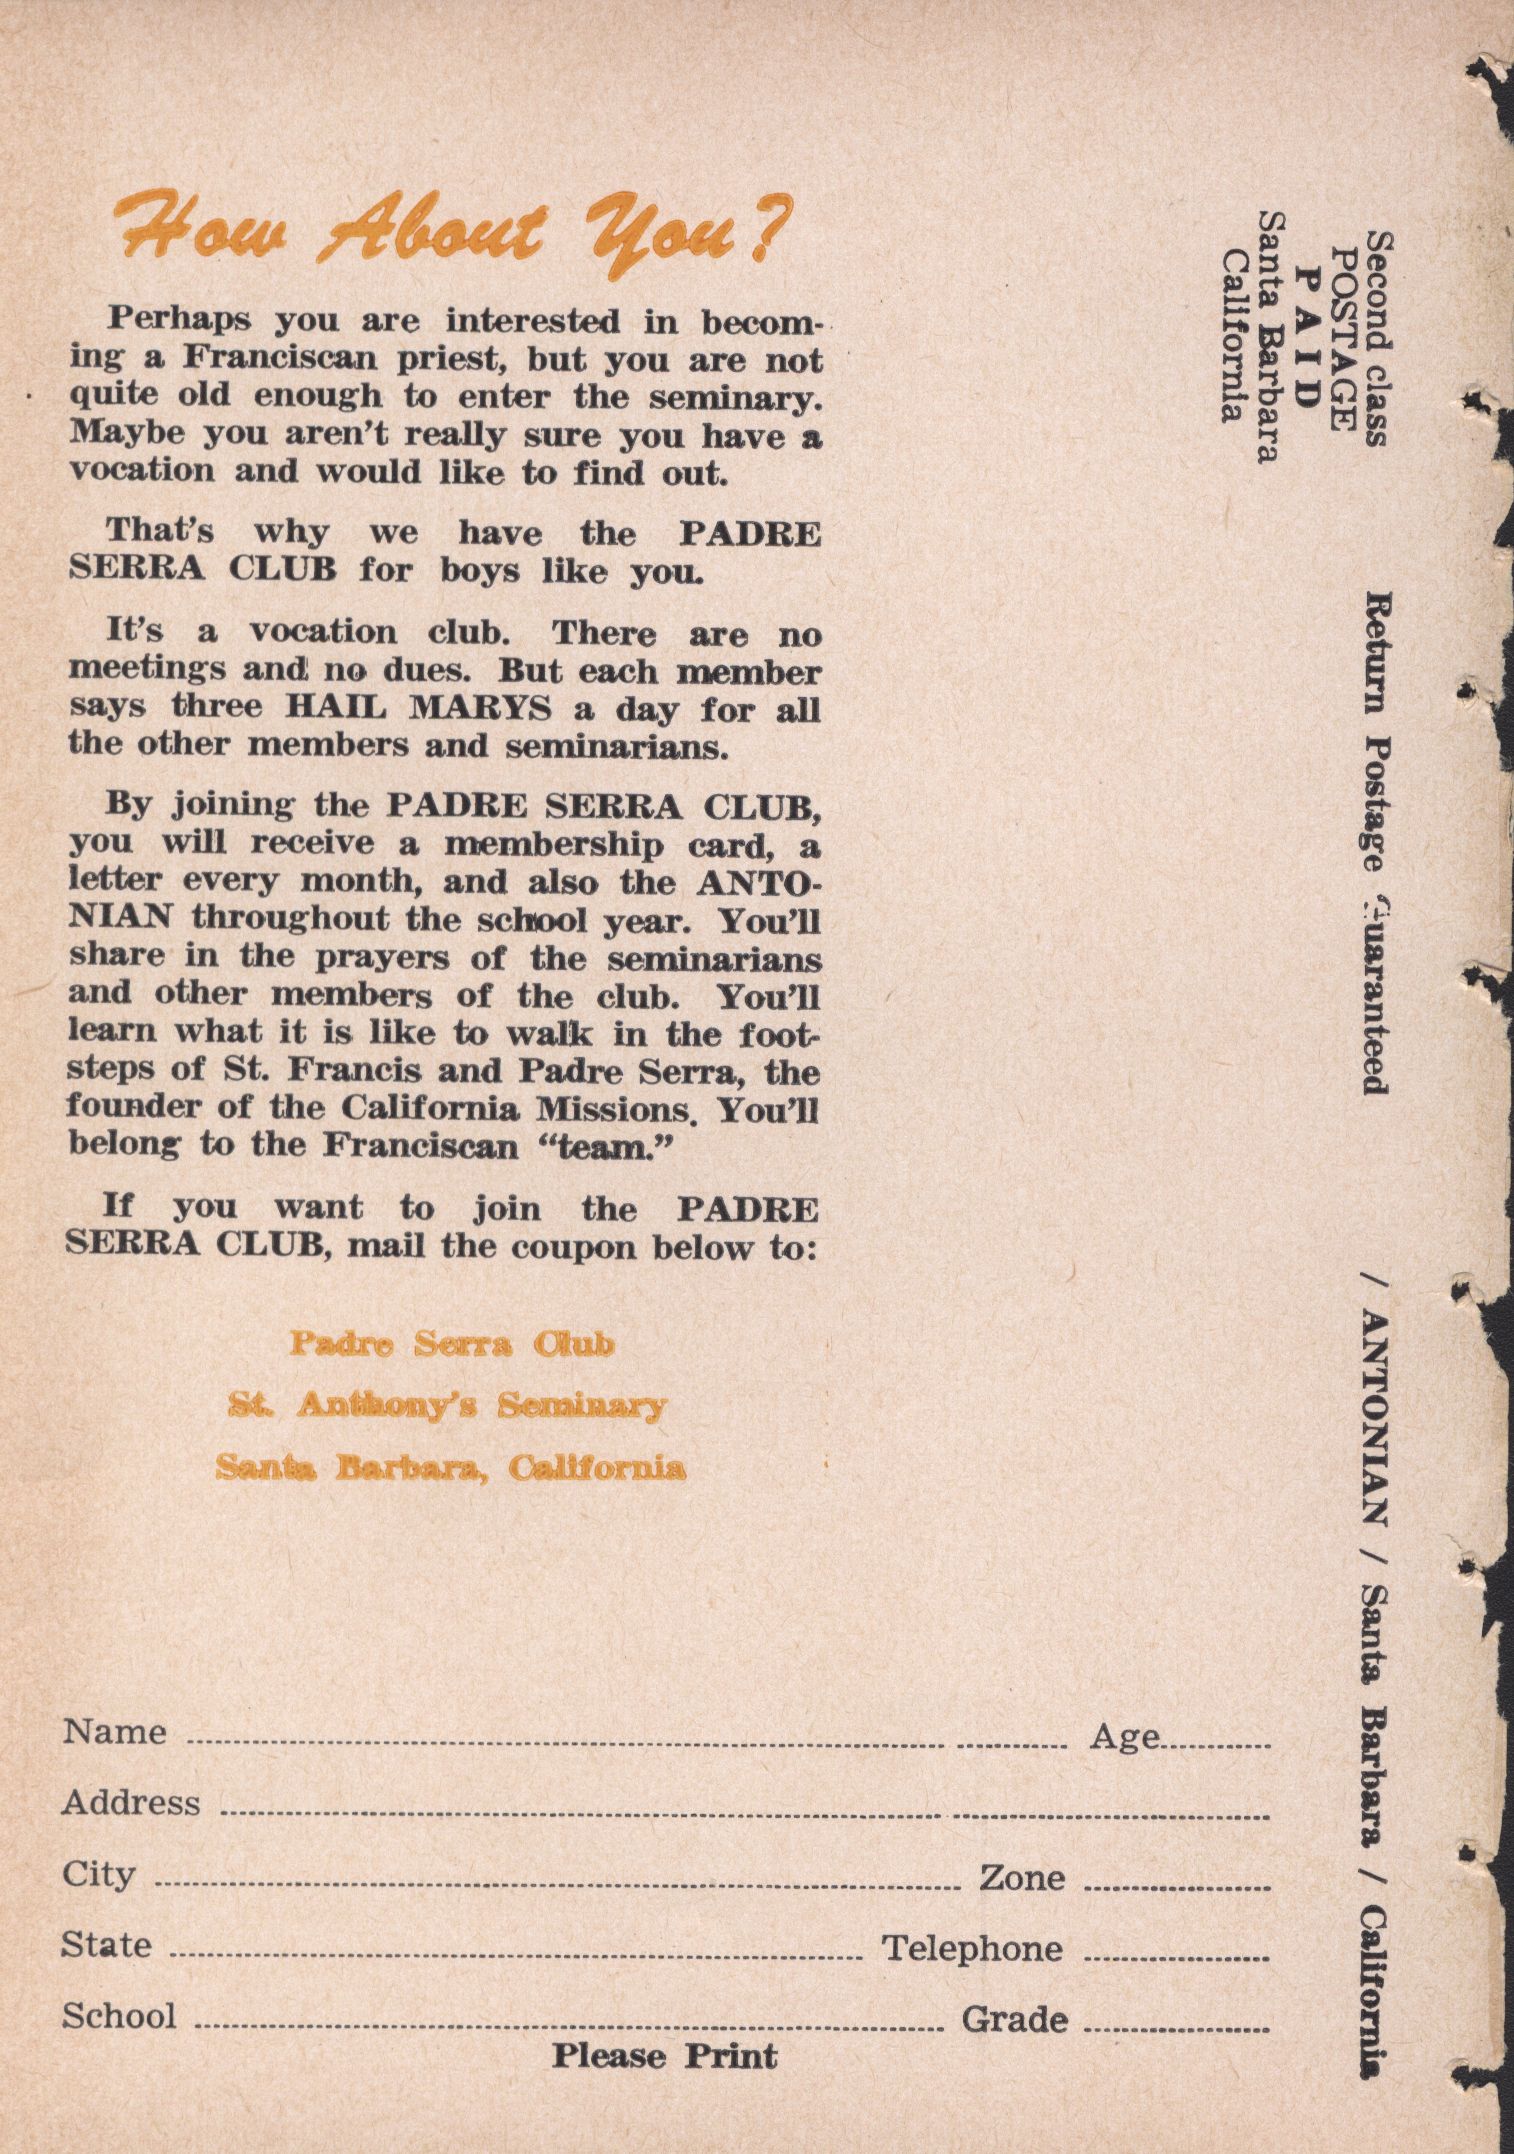 How About You?
Perhaps you are interested in becom-
ing a Franciscan priest, but you are not
quite old enough to enter the seminary.
Maybe you aren't really sure you have a
vocation and would like to find out.
That's why we have the PADRE
SERRA CLUB for boys like you.
It's a vocation club. There are no
meetings and no dues. But each member
says three HAIL MARYS a day for all
the other members and seminarians.
By joining the PADRE SERRA CLUB,
you will receive a membership card, a
letter every month, and also the ANTO-
NIAN throughout the school year. You'll
share in the prayers of the seminarians
and other members of the club. You'll
learn what it is like to walk in the foot-
steps of St. Francis and Padre Serra, the
founder of the California Missions. You'll
belong to the Franciscan “team.”
If you want to join the PADRE
SERRA CLUB, mail the coupon below to:
Padre Serra Club
St. Anthony's Seminary
Santa Barbara, California
Name Age
Address
City Zone
State Telephone
School Grade
Please Print
Second class
POSTAGE
PAID
Santa Barbara
California
Return Postage Guaranteed
/ ANTONIAN / Santa Barbara / California